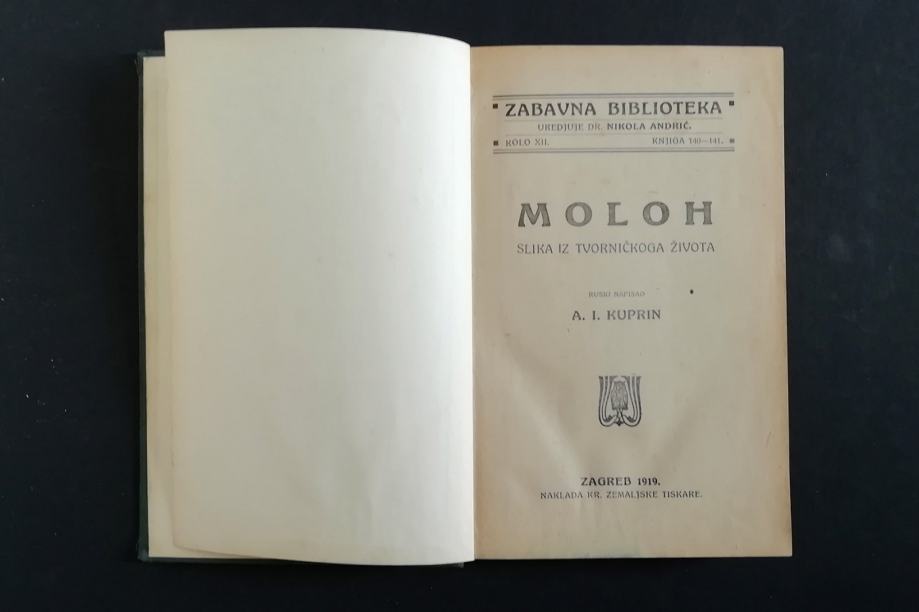 ZABAVNA BIBLIOTEKA
UREDJUJE DR. NIKOLA ANDRIĆ.
KOLO XII. KNJIGA 140—141.
MOLOH
SLIKA IZ TVORNIČKOGA ŽIVOTA
RUSKI NAPISAO
A. I. KUPRIN
ZAGREB 1919.
NAKLADA KR. ZEMALJSKE TISKARE.